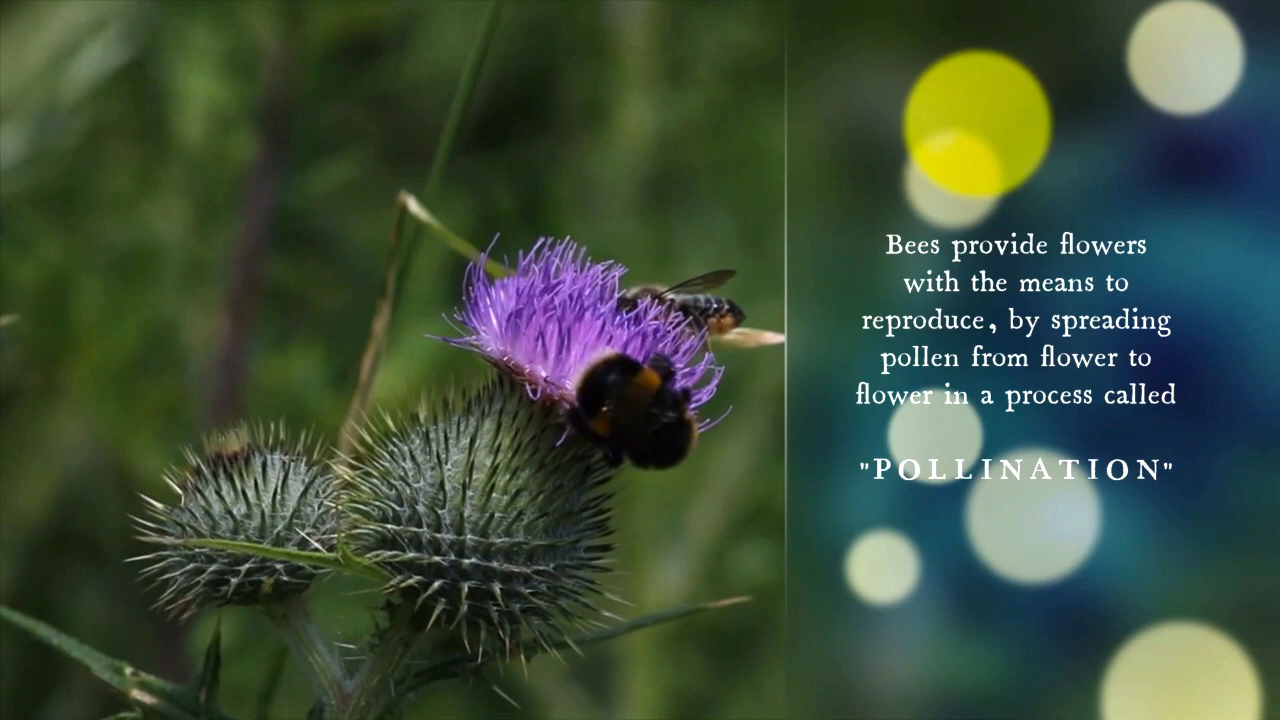 Bees provide flowers
with the means to
reproduce, by spreading
pollen from flower to
flower in a process called
"POLLINATION"